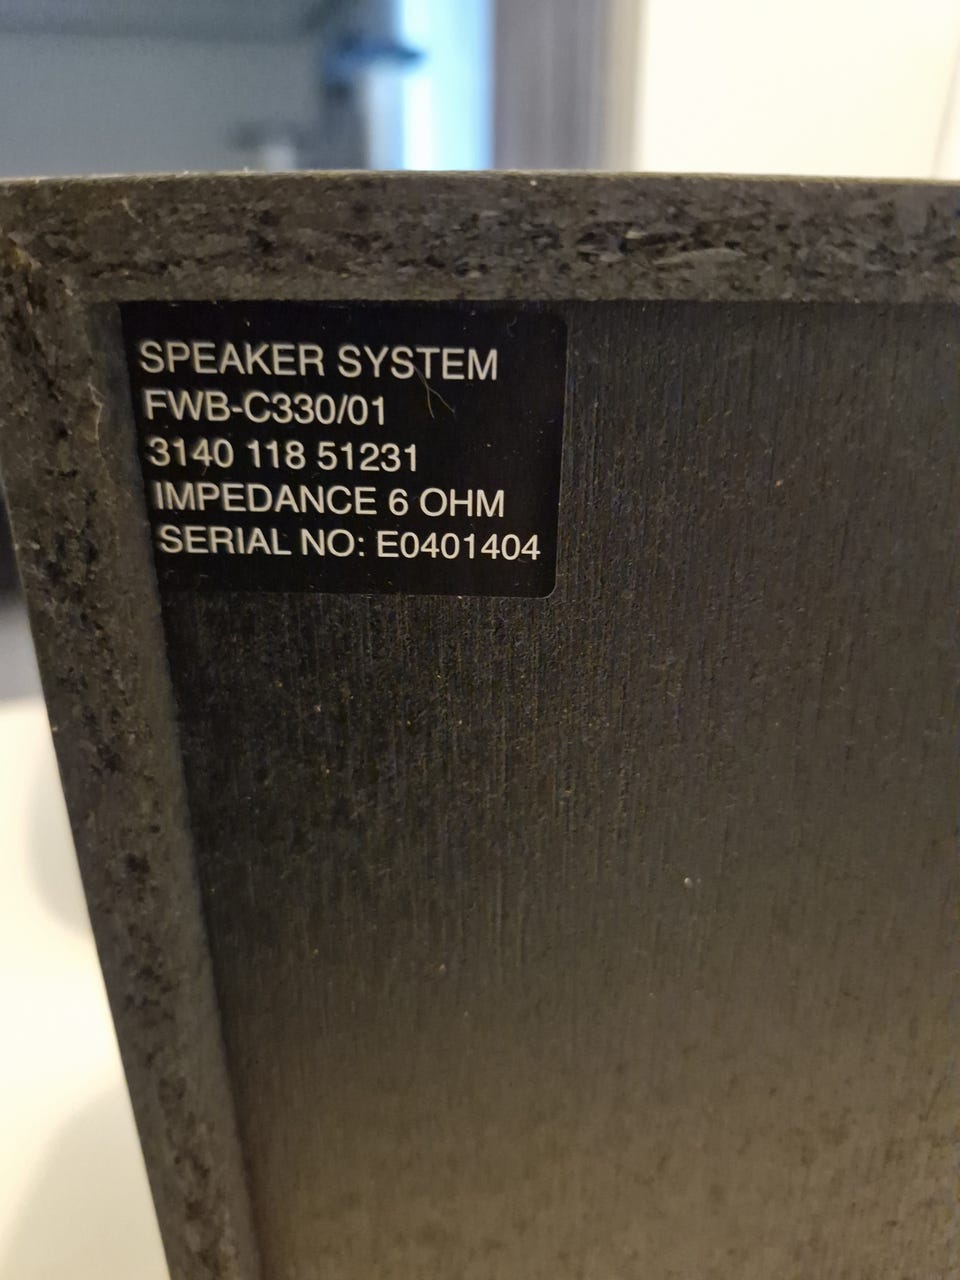 SPEAKER SYSTEM
FWB-C330/01
3140 118 51231
IMPEDANCE 6 OHM
SERIAL NO: E0401404